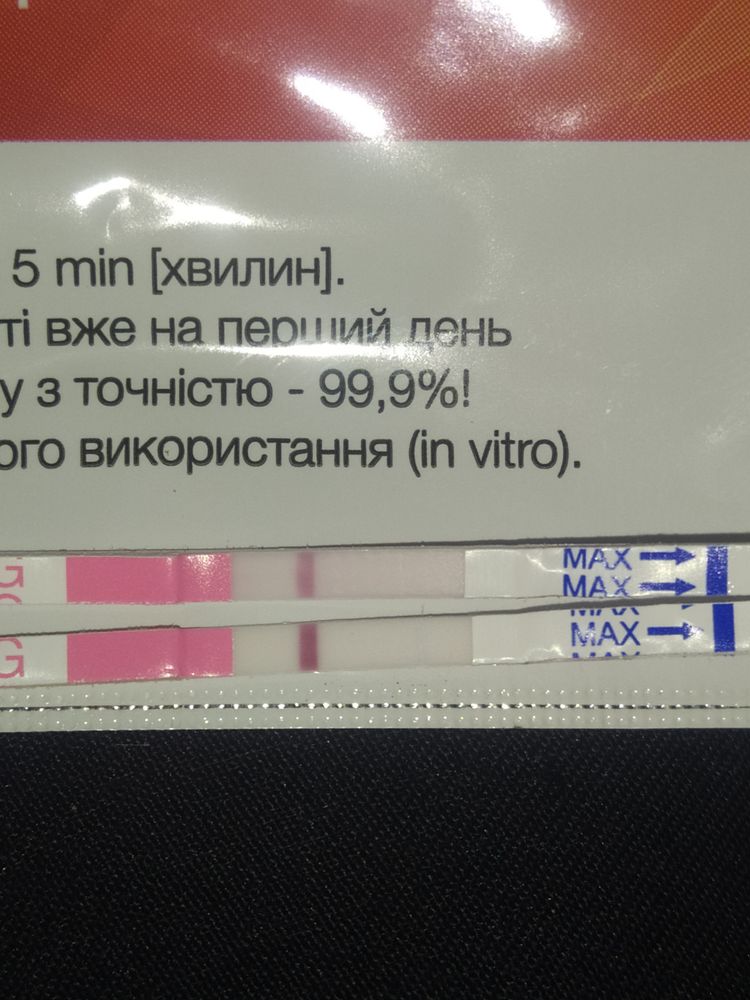 5 min [хвилин].
ті вже на перший день
у з точністю - 99,9%!
ого використання (in vitro).
G
MAX
MAX
G
MAX